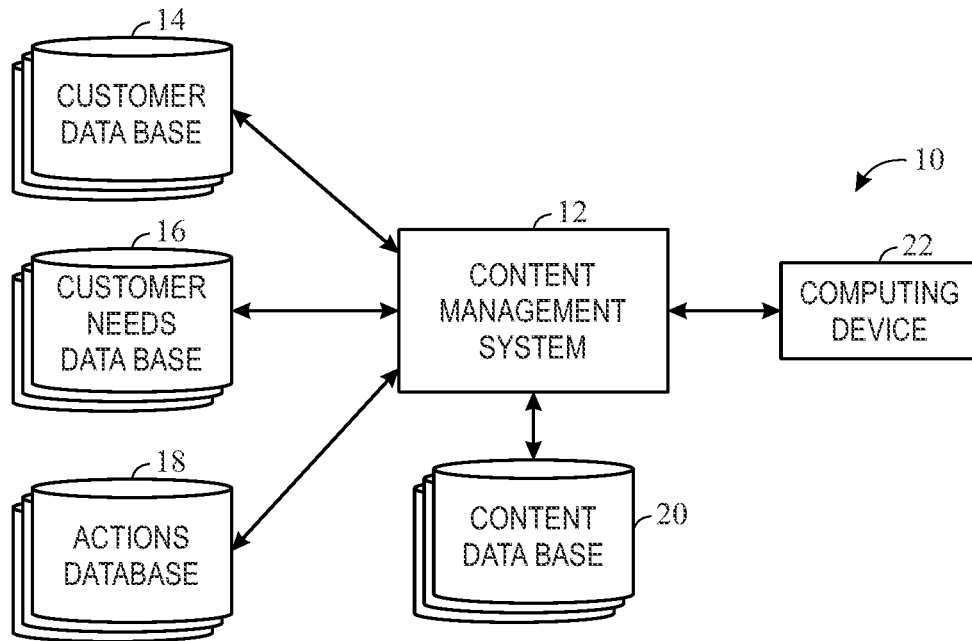 14
CUSTOMER
DATA BASE
16
CUSTOMER
NEEDS
DATA BASE
18
ACTIONS
DATABASE
12
CONTENT
MANAGEMENT
SYSTEM
CONTENT
DATA BASE
20
10
22
COMPUTING
DEVICE